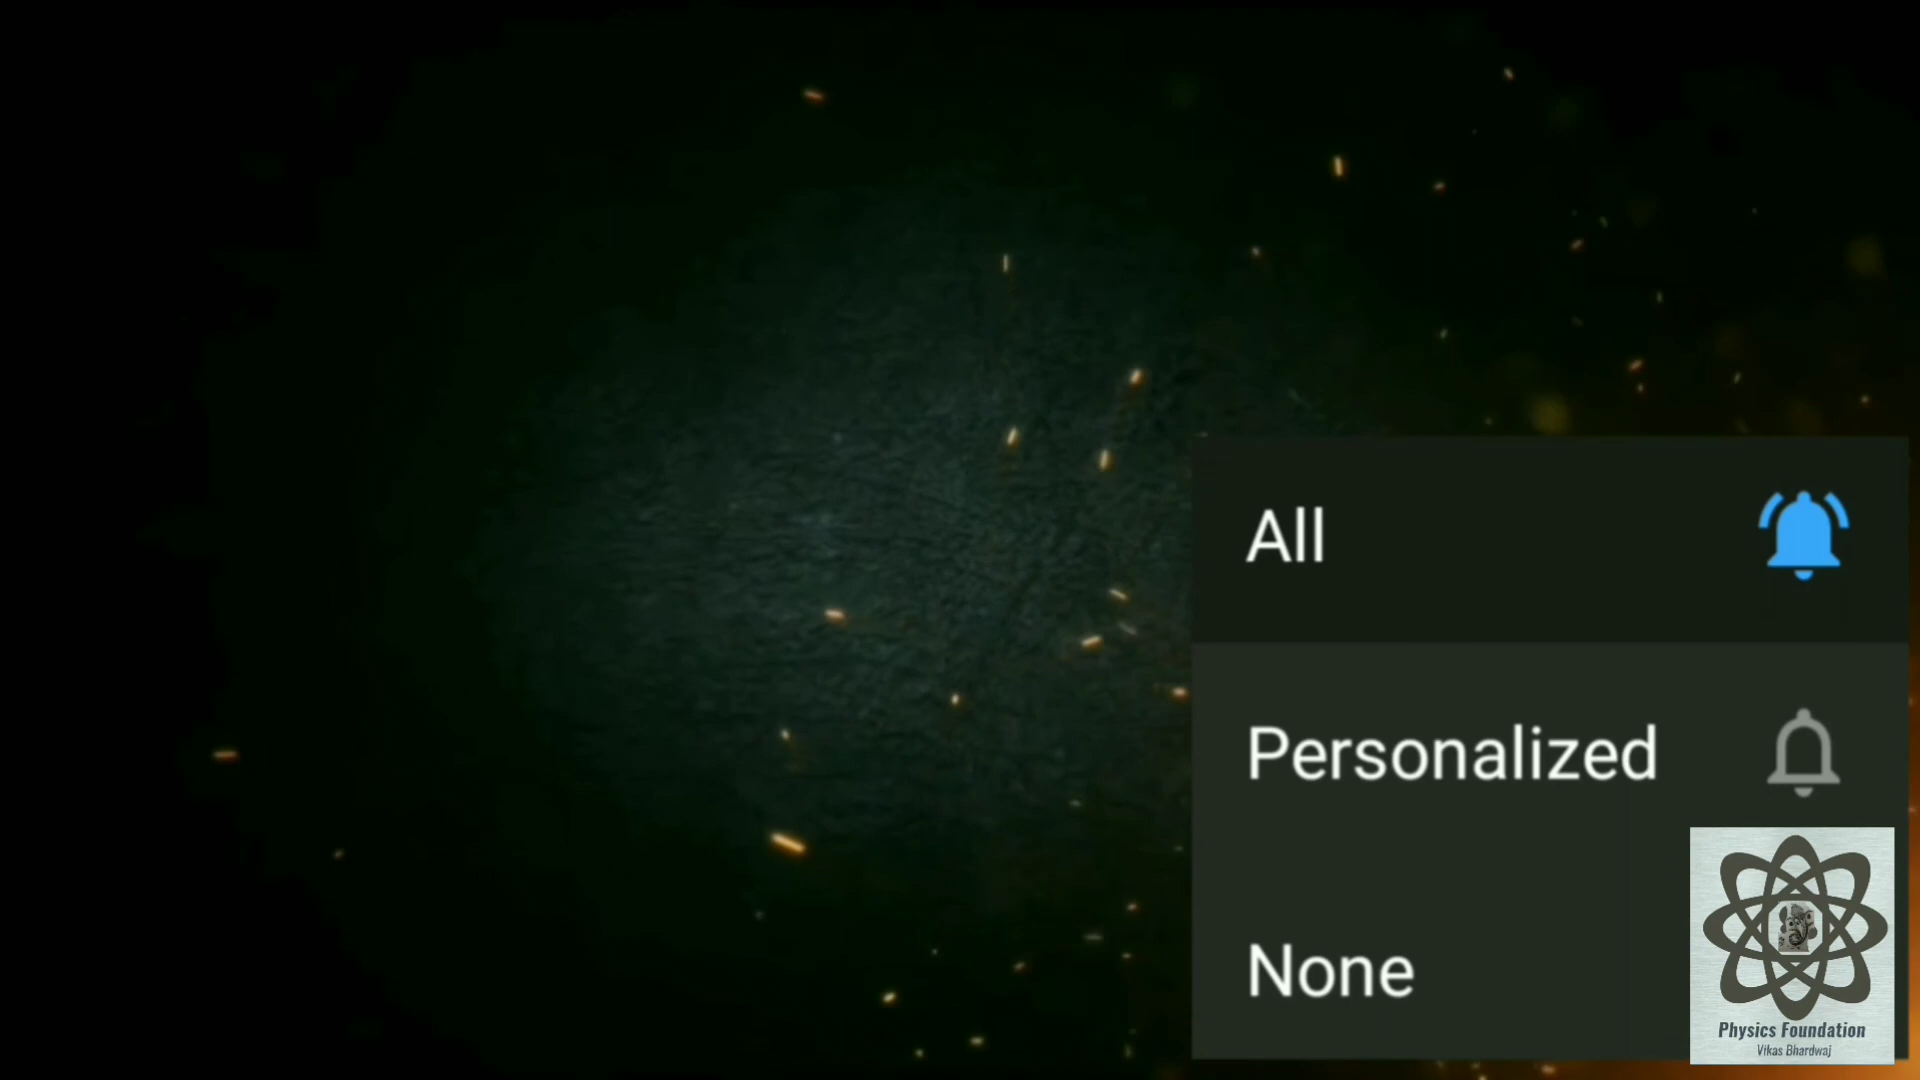 All
Personalized
None
Physics Foundation
Vikas Bhardwaj